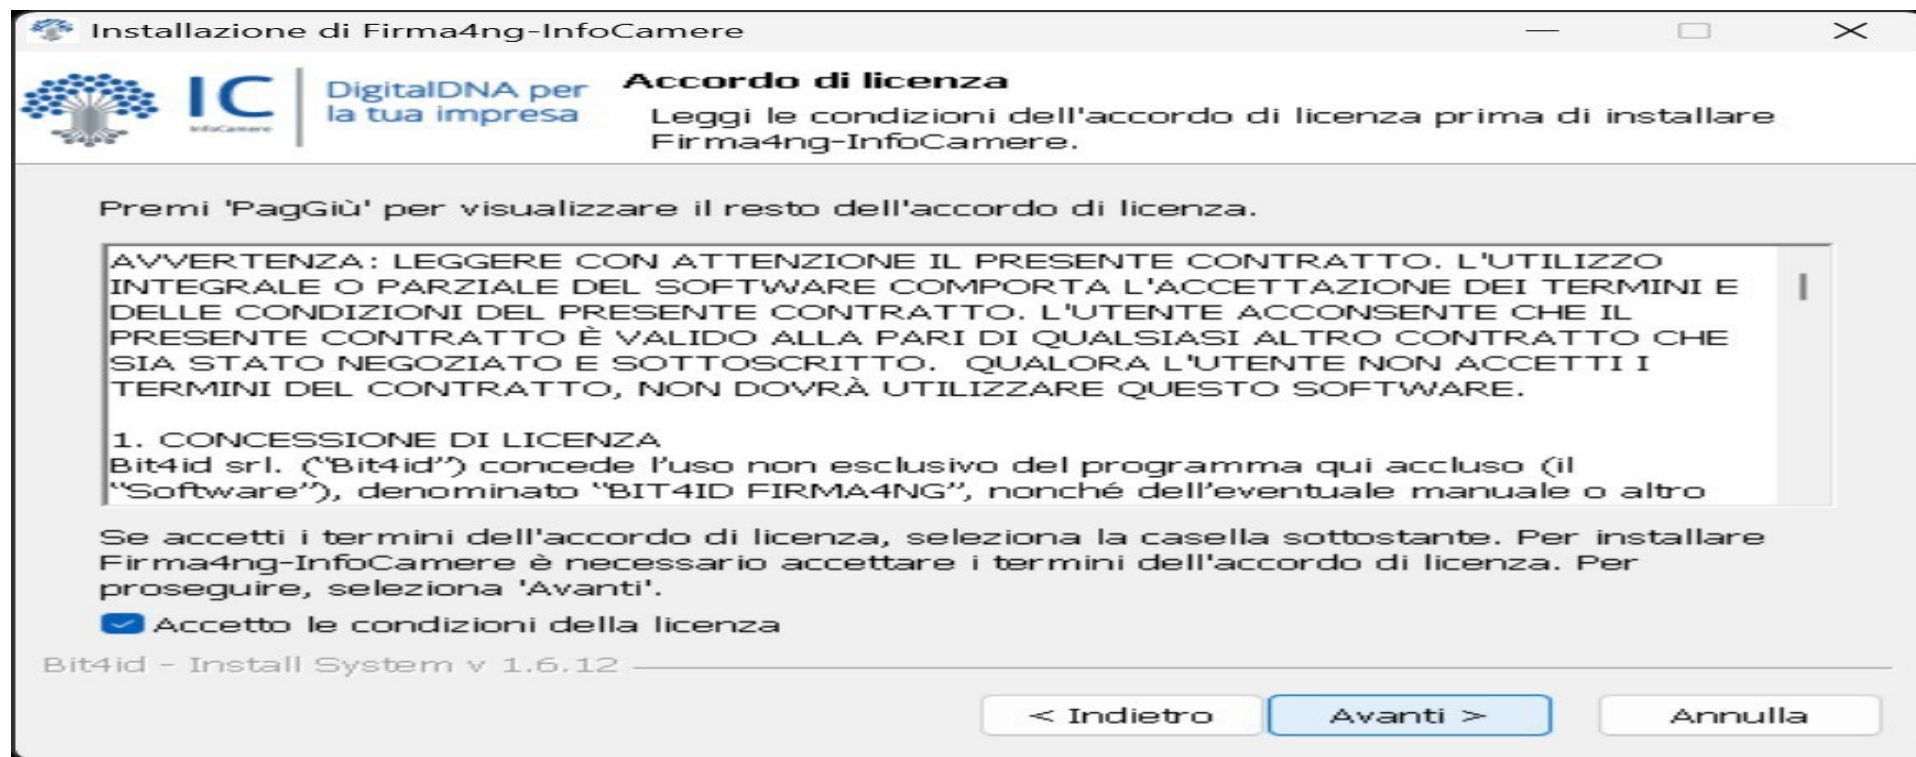 Installazione di Firma4ng-InfoCamere
IC
InfoCamere
DigitalDNA per
la tua impresa
Accordo di licenza
Leggi le condizioni dell'accordo di licenza prima di installare
Firma4ng-InfoCamere.
Premi 'PagGiù' per visualizzare il resto dell'accordo di licenza.
AVVERTENZA: LEGGERE CON ATTENZIONE IL PRESENTE CONTRATTO. L'UTILIZZO
INTEGRALE O PARZIALE DEL SOFTWARE COMPORTA L'ACCETTAZIONE DEI TERMINI E
DELLE CONDIZIONI DEL PRESENTE CONTRATTO. L'UTENTE ACCONSENTE CHE IL
PRESENTE CONTRATTO È VALIDO ALLA PARI DI QUALSIASI ALTRO CONTRATTO CHE
SIA STATO NEGOZIATO E SOTTOSCRITTO.  QUALORA L'UTENTE NON ACCETTI I
TERMINI DEL CONTRATTO, NON DOVRÀ UTILIZZARE QUESTO SOFTWARE.
1. CONCESSIONE DI LICENZA
Bit4id srl. (“Bit4id”) concede l’uso non esclusivo del programma qui accluso (il
“Software”), denominato “BIT4ID FIRMA4NG”, nonché dell’eventuale manuale o altro
Se accetti i termini dell'accordo di licenza, seleziona la casella sottostante. Per installare
Firma4ng-InfoCamere è necessario accettare i termini dell'accordo di licenza. Per
proseguire, seleziona 'Avanti'.
Accetto le condizioni della licenza
Bit4id - Install System v 1.6.12
< Indietro
Avanti >
Annulla